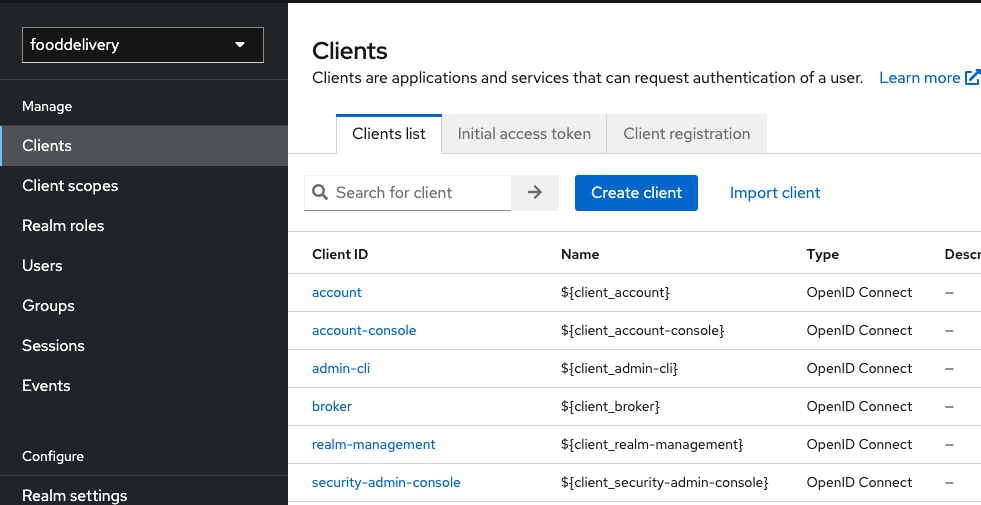 fooddelivery
Manage
Clients
Client scopes
Realm roles
Users
Groups
Sessions
Events
Configure
Realm settings
Clients
Clients are applications and services that can request authentication of a user. Learn more
Clients list Initial access token Client registration
Search for client Create client Import client
Client ID Name Type Descr
account ${client_account} OpenID Connect –
account-console ${client_account-console} OpenID Connect –
admin-cli ${client_admin-cli} OpenID Connect –
broker ${client_broker} OpenID Connect –
realm-management ${client_realm-management} OpenID Connect –
security-admin-console ${client_security-admin-console} OpenID Connect –